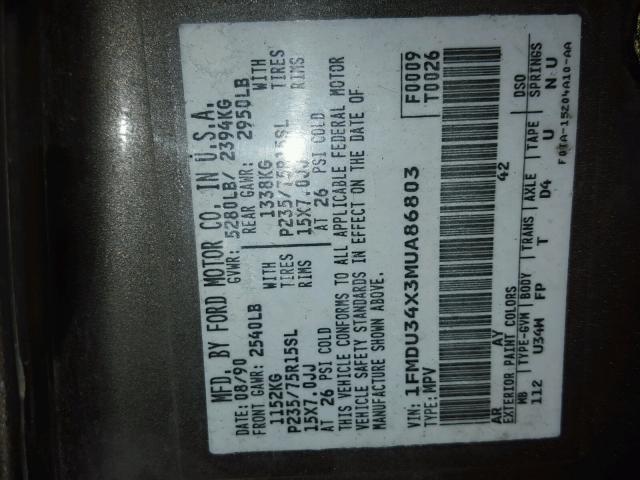 MFD. BY FORD MOTOR CO. IN U.S.A.
DATE: 08/90 GVWR: 5280LB/ 2394KG
FRONT GAWR: 2540LB REAR GAWR: 2950LB
1152KG WITH 1338KG WITH
P235/75R15SL TIRES P235/75R15SL TIRES
15X7.0JJ RIMS 15X7.0JJ RIMS
AT 26 PSI COLD AT 26 PSI COLD.
THIS VEHICLE CONFORMS TO ALL APPLICABLE FEDERAL MOTOR
VEHICLE SAFETY STANDARDS IN EFFECT ON THE DATE OF
MANUFACTURE SHOWN ABOVE.
VIN: 1FMDU34X3MUA86803 F0009
TYPE: MPV T0026
AR AY 42
EXTERIOR PAINT COLORS DSO
WB TYPE-GVM BODY TRANS AXLE TAPE SPRINGS
112 U34W FP T D4 U N U
F0TA-15204A10-AA